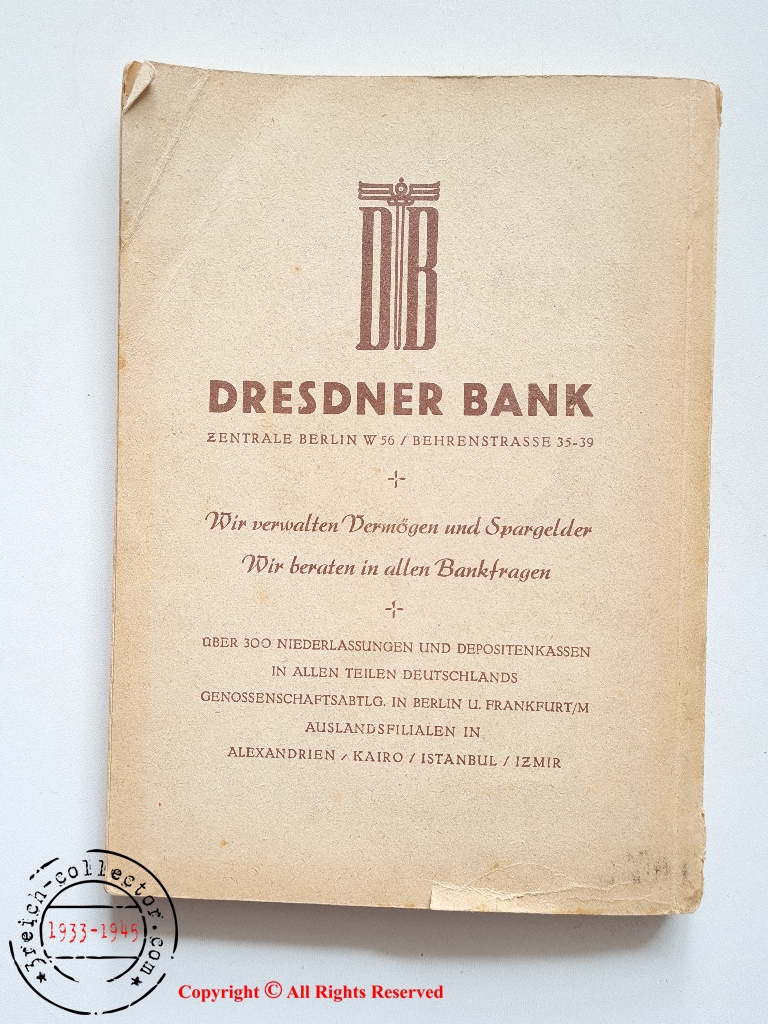 DB
DRESDNER BANK
ZENTRALE BERLIN W 56 / BEHRENSTRASSE 35-39
Wir verwalten Vermögen und Spargelder
Wir beraten in allen Bankfragen
ÜBER 300 NIEDERLASSUNGEN UND DEPOSITENKASSEN
IN ALLEN TEILEN DEUTSCHLANDS
GENOSSENSCHAFTSABTLG. IN BERLIN U. FRANKFURT/M
AUSLANDSFILIALEN IN
ALEXANDRIEN / KAIRO / ISTANBUL / IZMIR
3reich-collector.com
1933-1945
Copyright © All Rights Reserved